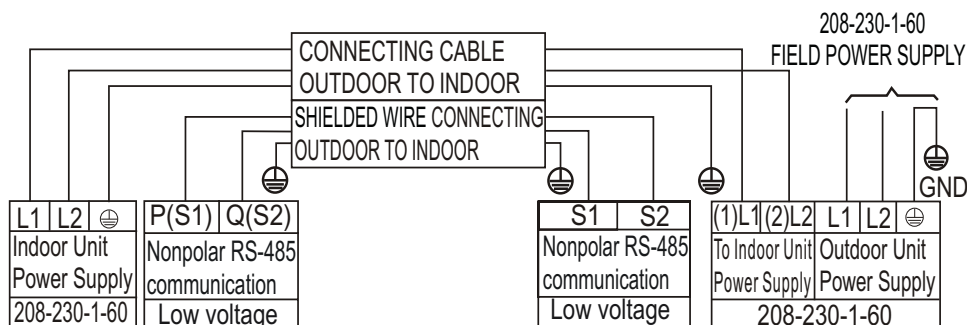 208-230-1-60
FIELD POWER SUPPLY
CONNECTING CABLE
OUTDOOR TO INDOOR
SHIELDED WIRE CONNECTING
OUTDOOR TO INDOOR
GND
L1 L2
Indoor Unit
Power Supply
208-230-1-60
P(S1) Q(S2)
Nonpolar RS-485
communication
Low voltage
S1 S2
Nonpolar RS-485
communication
Low voltage
(1)L1 (2)L2 L1 L2
To Indoor Unit
Power Supply
Outdoor Unit
Power Supply
208-230-1-60